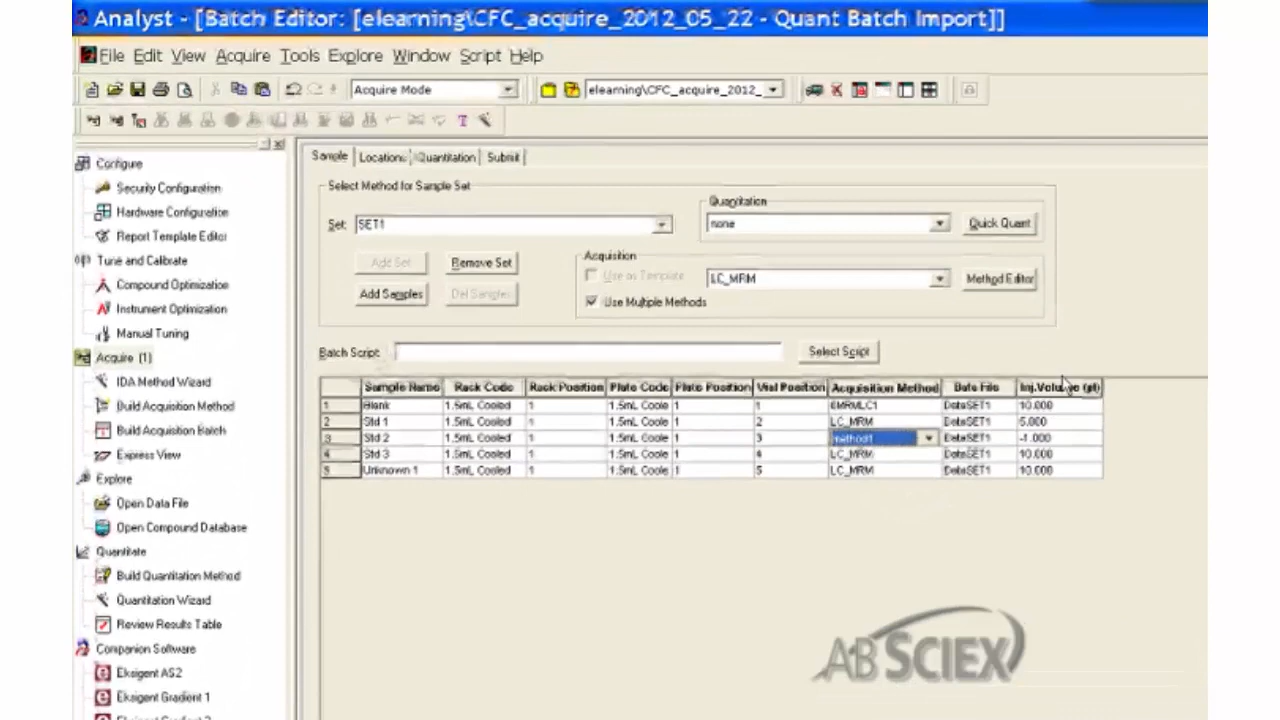 Analyst - [Batch Editor: [elearning\CFC_acquire_2012_05_22 - Quant Batch Import]]
File Edit View Acquire Tools Explore Window Script Help
Acquire Mode elearning\CFC_acquire_2012_
Configure
Security Configuration
Hardware Configuration
Report Template Editor
Tune and Calibrate
Compound Optimization
Instrument Optimization
Manual Tuning
Acquire (1)
IDA Method Wizard
Build Acquisition Method
Build Acquisition Batch
Express View
Explore
Open Data File
Open Compound Database
Quantitate
Build Quantitation Method
Quantitation Wizard
Review Results Table
Companion Software
Eksigent AS2
Eksigent Gradient 1
Sample Locations Quantitation Submit
Select Method for Sample Set
Set: SET1
Quantitation
none Quick Quant
Add Set Remove Set
Add Samples Del Samples
Acquisition
Use as Template LC_MRM Method Editor
Use Multiple Methods
Batch Script: Select Script
Sample Name Rack Code Rack Position Plate Code Plate Position Vial Position Acquisition Method Data File Inj.Volume (µl)
1 Blank 1.5mL Cooled 1 1.5mL Coole 1 1 EMRMLC1 DataSET1 10.000
2 Std 1 1.5mL Cooled 1 1.5mL Coole 1 2 LC_MRM DataSET1 5.000
3 Std 2 1.5mL Cooled 1 1.5mL Coole 1 3 method1 DataSET1 -1.000
4 Std 3 1.5mL Cooled 1 1.5mL Coole 1 4 LC_MRM DataSET1 10.000
5 Unknown 1 1.5mL Cooled 1 1.5mL Coole 1 5 LC_MRM DataSET1 10.000
AB SCIEX